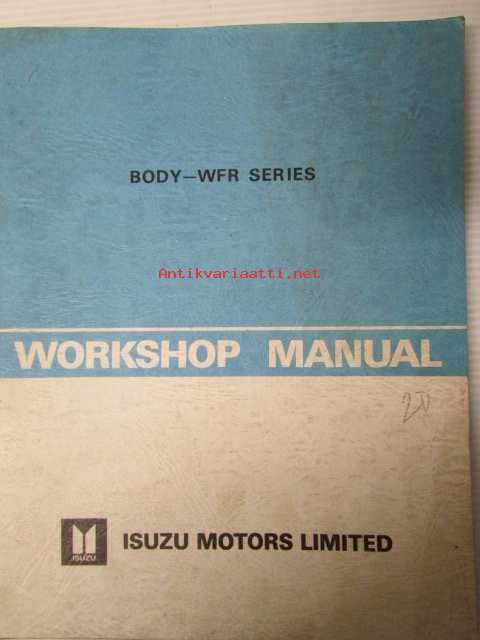 BODY—WFR SERIES
Antikvariaatti.net
WORKSHOP MANUAL
ISUZU
ISUZU MOTORS LIMITED